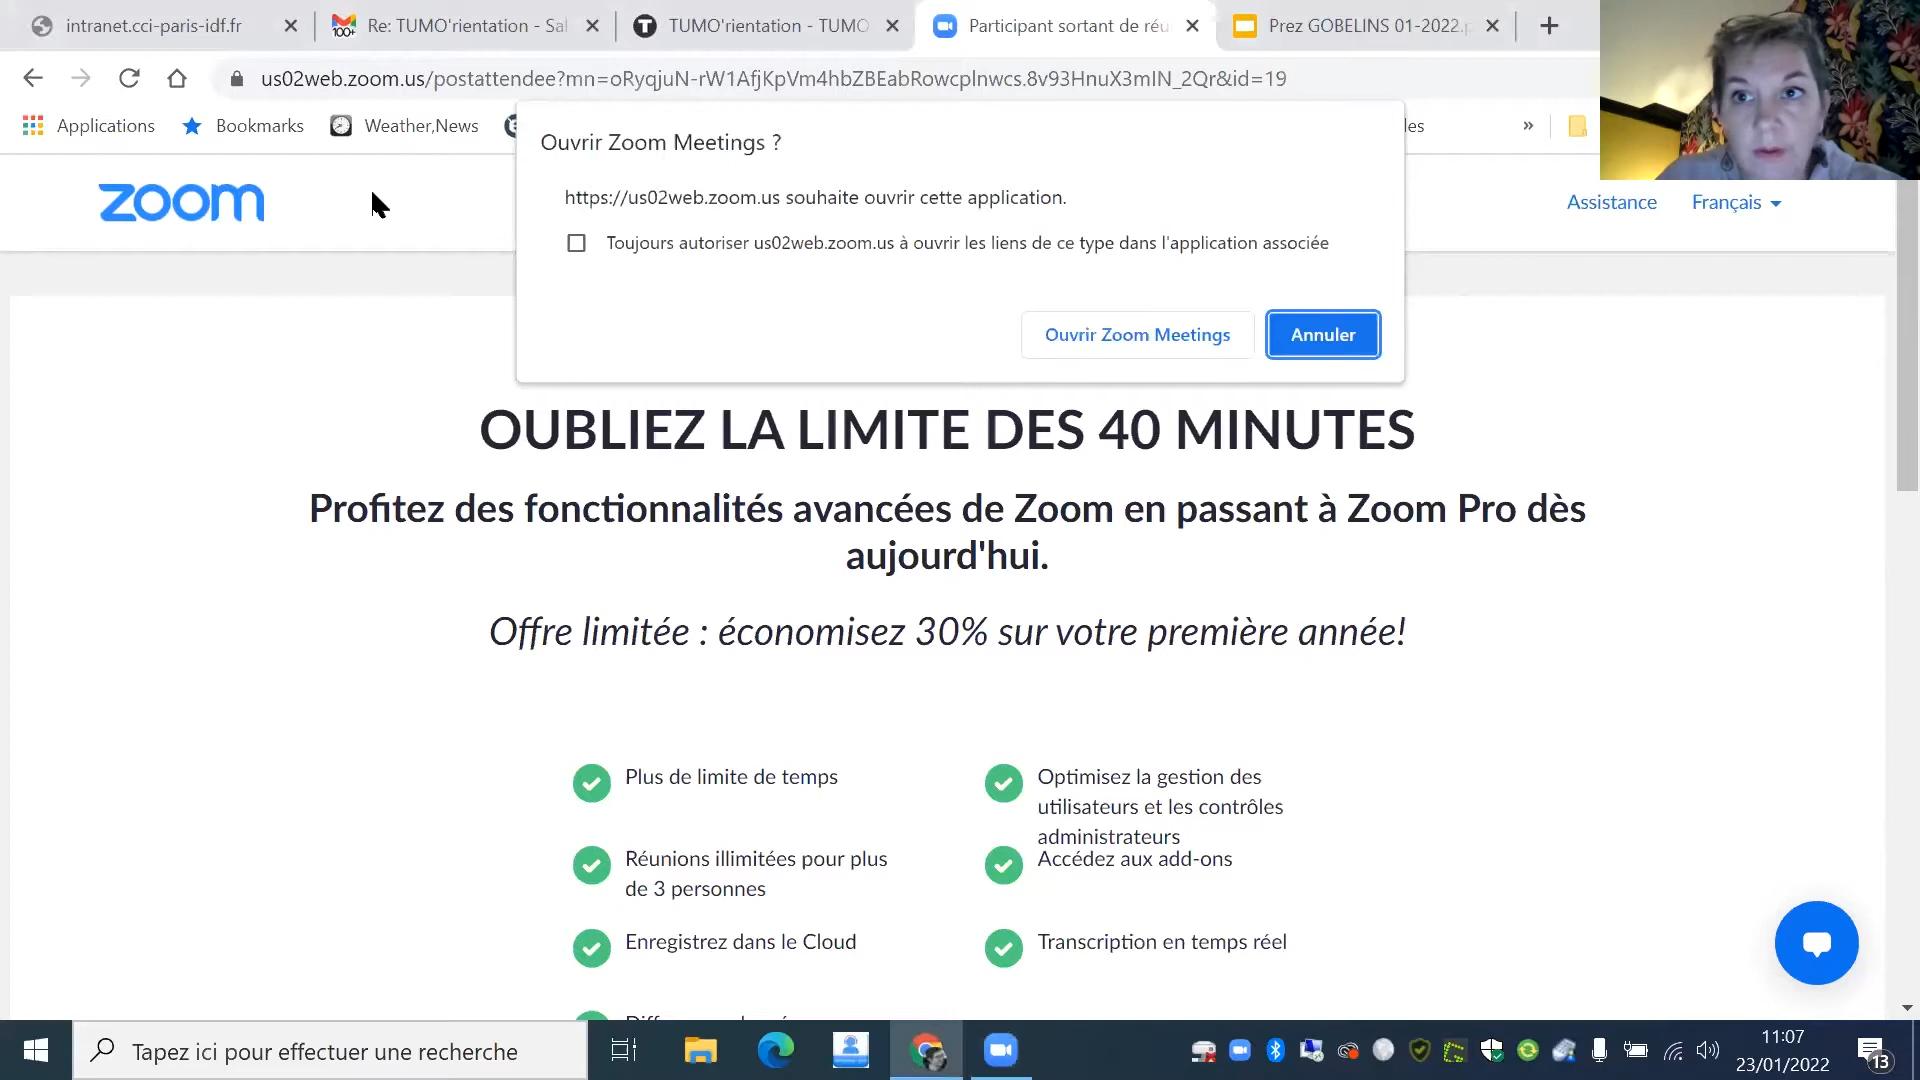 intranet.cci-paris-idf.fr
Re: TUMO'rientation - Sal
TUMO'rientation - TUMO
Participant sortant de réu
Prez GOBELINS 01-2022.p
us02web.zoom.us/postattendee?mn=oRyqjuN-rW1AfjKpVm4hbZBEabRowcplnwcs.8v93HnuX3mIN_2Qr&id=19
Applications
Bookmarks
Weather,News
les
»
Ouvrir Zoom Meetings ?
https://us02web.zoom.us souhaite ouvrir cette application.
Toujours autoriser us02web.zoom.us à ouvrir les liens de ce type dans l'application associée
Ouvrir Zoom Meetings
Annuler
zoom
Assistance
Français
OUBLIEZ LA LIMITE DES 40 MINUTES
Profitez des fonctionnalités avancées de Zoom en passant à Zoom Pro dès
aujourd'hui.
Offre limitée : économisez 30% sur votre première année!
Plus de limite de temps
Réunions illimitées pour plus
de 3 personnes
Enregistrez dans le Cloud
Optimisez la gestion des
utilisateurs et les contrôles
administrateurs
Accédez aux add-ons
Transcription en temps réel
Tapez ici pour effectuer une recherche
11:07
23/01/2022
13
100+